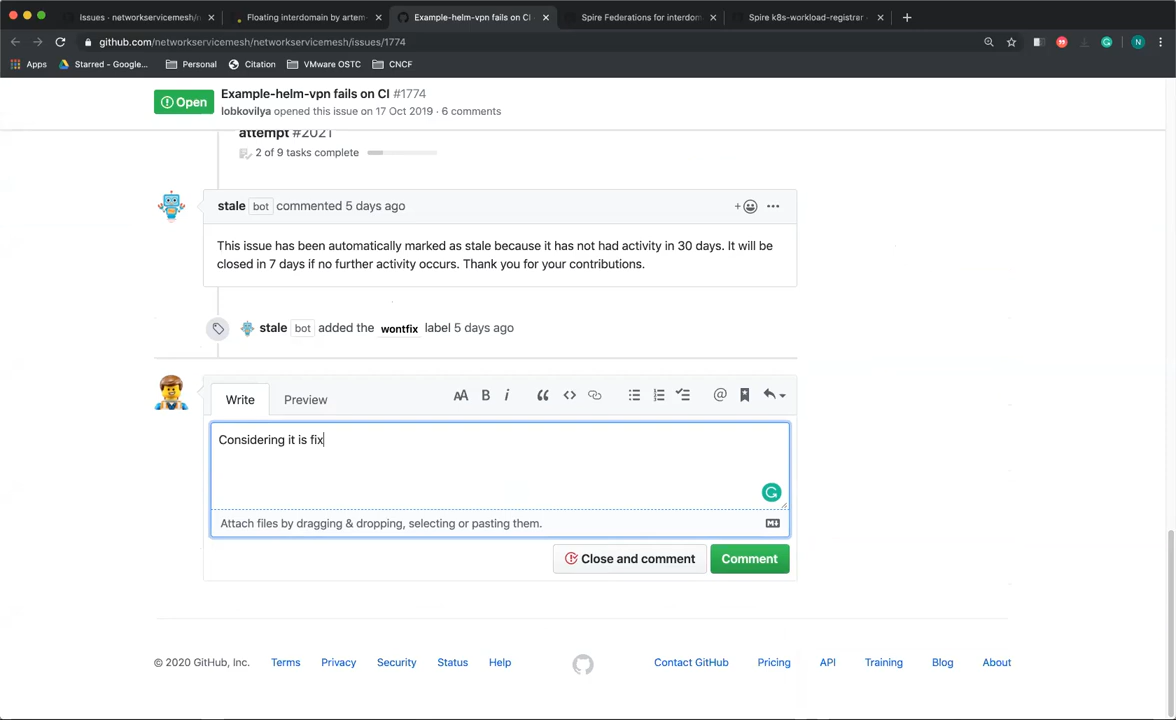 Issues · networkservicemesh/n
Floating interdomain by artem
Example-helm-vpn fails on CI
Spire Federations for interdom
Spire k8s-workload-registrar
github.com/networkservicemesh/networkservicemesh/issues/1774
N
Apps
Starred - Google...
Personal
Citation
VMware OSTC
CNCF
Open
Example-helm-vpn fails on CI #1774
lobkovilya opened this issue on 17 Oct 2019 · 6 comments
attempt #2021
2 of 9 tasks complete
stale bot commented 5 days ago
This issue has been automatically marked as stale because it has not had activity in 30 days. It will be
closed in 7 days if no further activity occurs. Thank you for your contributions.
stale bot added the wontfix label 5 days ago
Write
Preview
AA B i
Considering it is fix
Attach files by dragging & dropping, selecting or pasting them.
Close and comment
Comment
© 2020 GitHub, Inc.
Terms
Privacy
Security
Status
Help
Contact GitHub
Pricing
API
Training
Blog
About